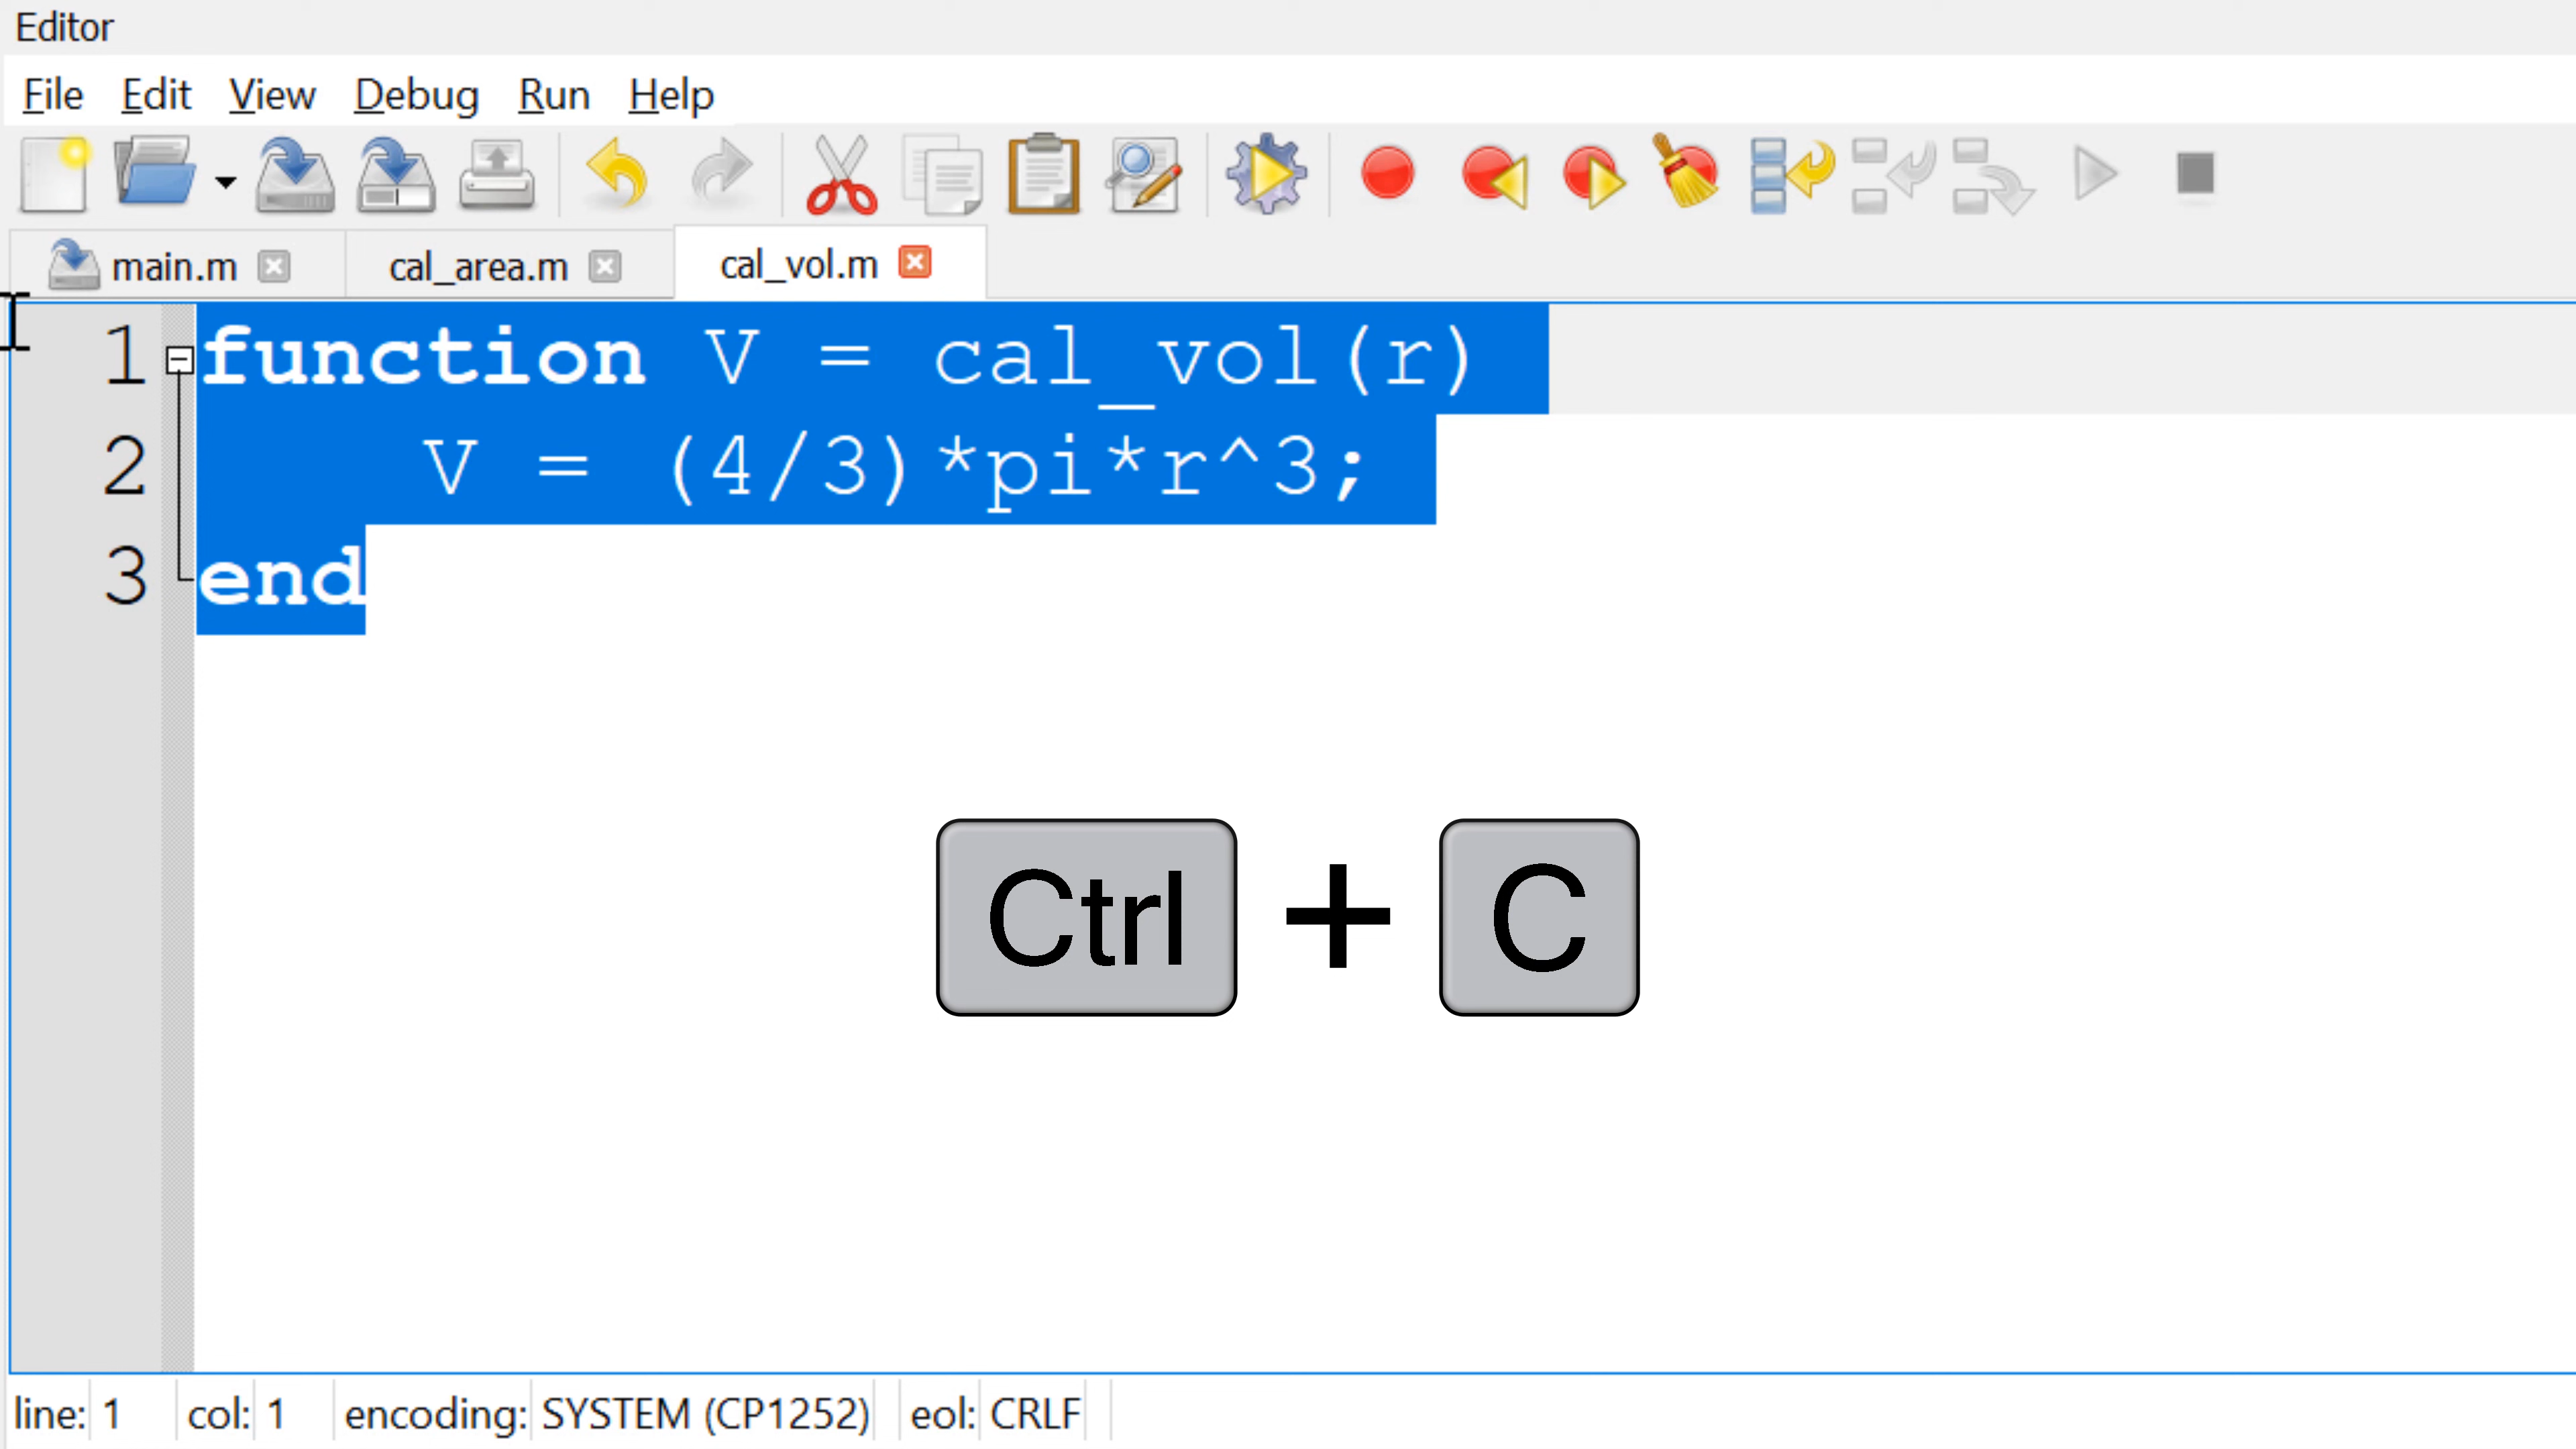 Editor
File Edit View Debug Run Help
main.m cal_area.m cal_vol.m
1 function V = cal_vol(r)
2 V = (4/3)*pi*r^3;
3 end
Ctrl + C
line: 1 col: 1 encoding: SYSTEM (CP1252) eol: CRLF